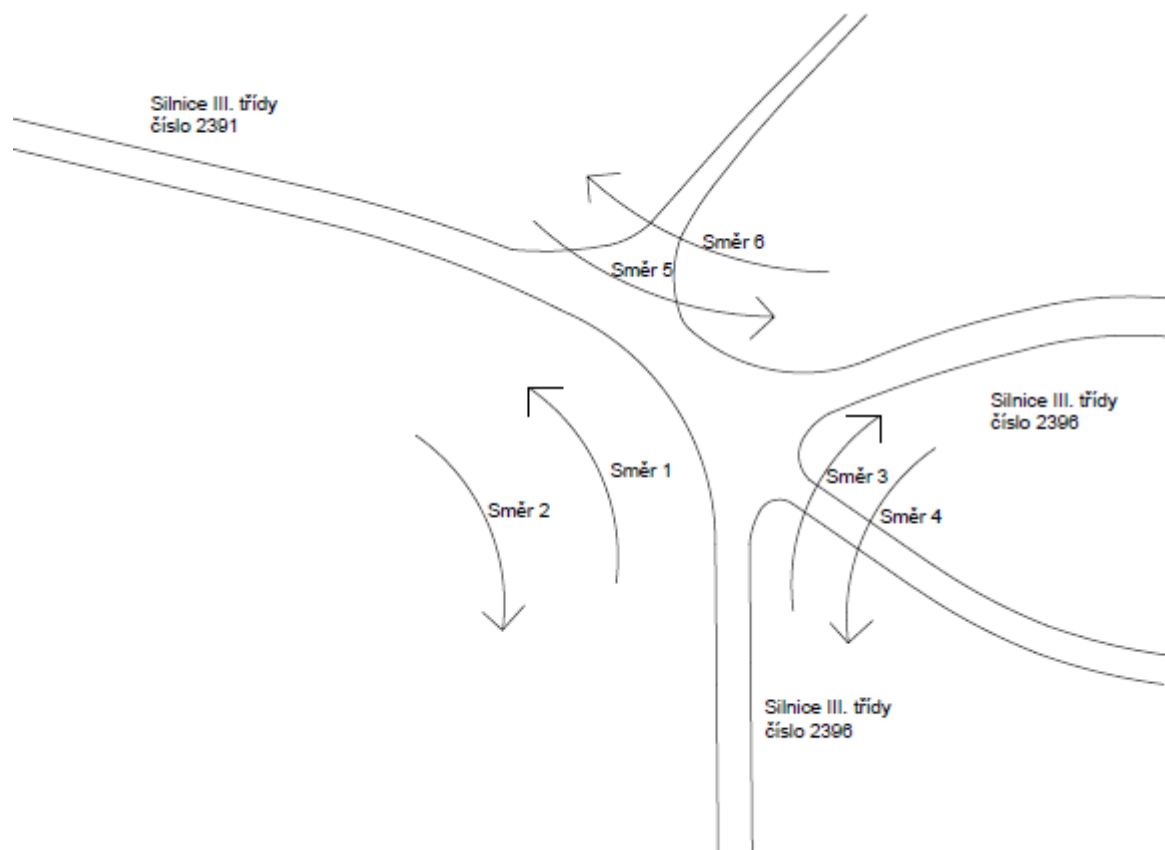 Silnice III. třídy
číslo 2391
Směr 6
Směr 5
Silnice III. třídy
číslo 2396
Směr 1
Směr 3
Směr 2
Směr 4
Silnice III. třídy
číslo 2396